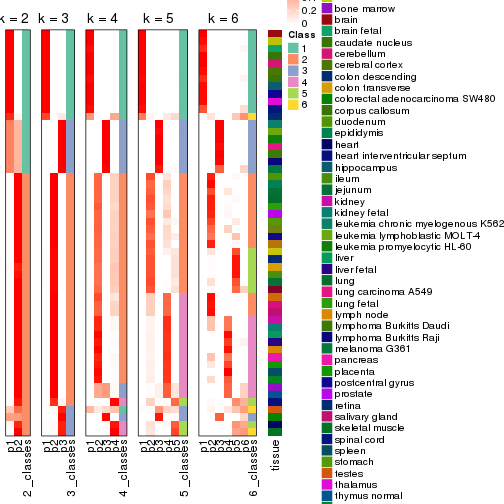 k = 2 k = 3 k = 4 k = 5 k = 6
0.2
0
Class
1
2
3
4
5
6
bone marrow
brain
brain fetal
caudate nucleus
cerebellum
cerebral cortex
colon descending
colon transverse
colorectal adenocarcinoma SW480
corpus callosum
duodenum
epididymis
heart
heart interventricular septum
hippocampus
ileum
jejunum
kidney
kidney fetal
leukemia chronic myelogenous K562
leukemia lymphoblastic MOLT-4
leukemia promyelocytic HL-60
liver
liver fetal
lung
lung carcinoma A549
lung fetal
lymph node
lymphoma Burkitts Daudi
lymphoma Burkitts Raji
melanoma G361
pancreas
placenta
postcentral gyrus
prostate
retina
salivary gland
skeletal muscle
spinal cord
spleen
stomach
testes
thalamus
thymus normal
p1 p2 2_classes p1 p2 p3 3_classes p1 p2 p3 p4 4_classes p1 p2 p3 p4 p5 5_classes p1 p2 p3 p4 p5 p6 6_classes tissue